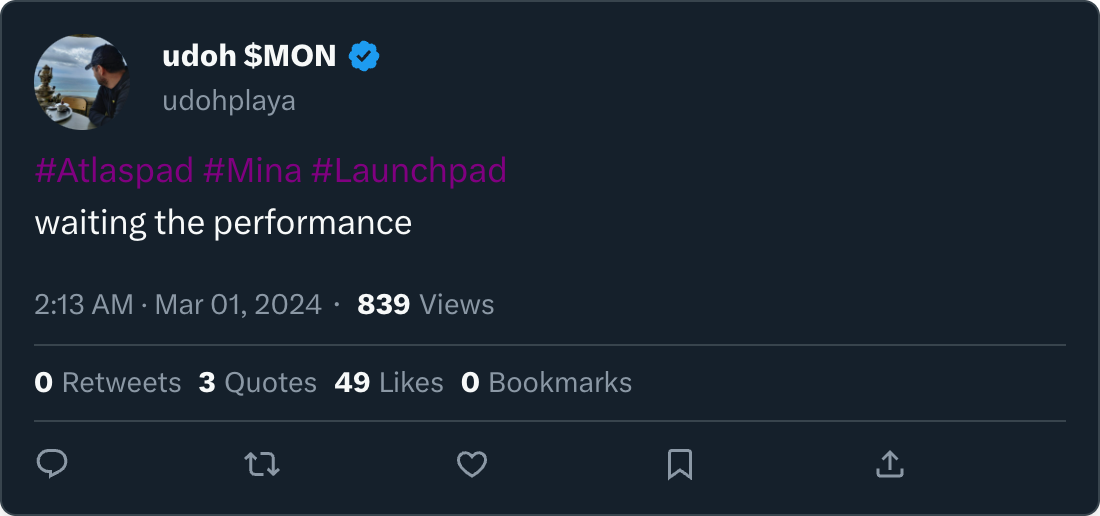 udoh $MON
udohplaya
#Atlaspad #Mina #Launchpad
waiting the performance
2:13 AM · Mar 01, 2024 · 839 Views
0 Retweets 3 Quotes 49 Likes 0 Bookmarks